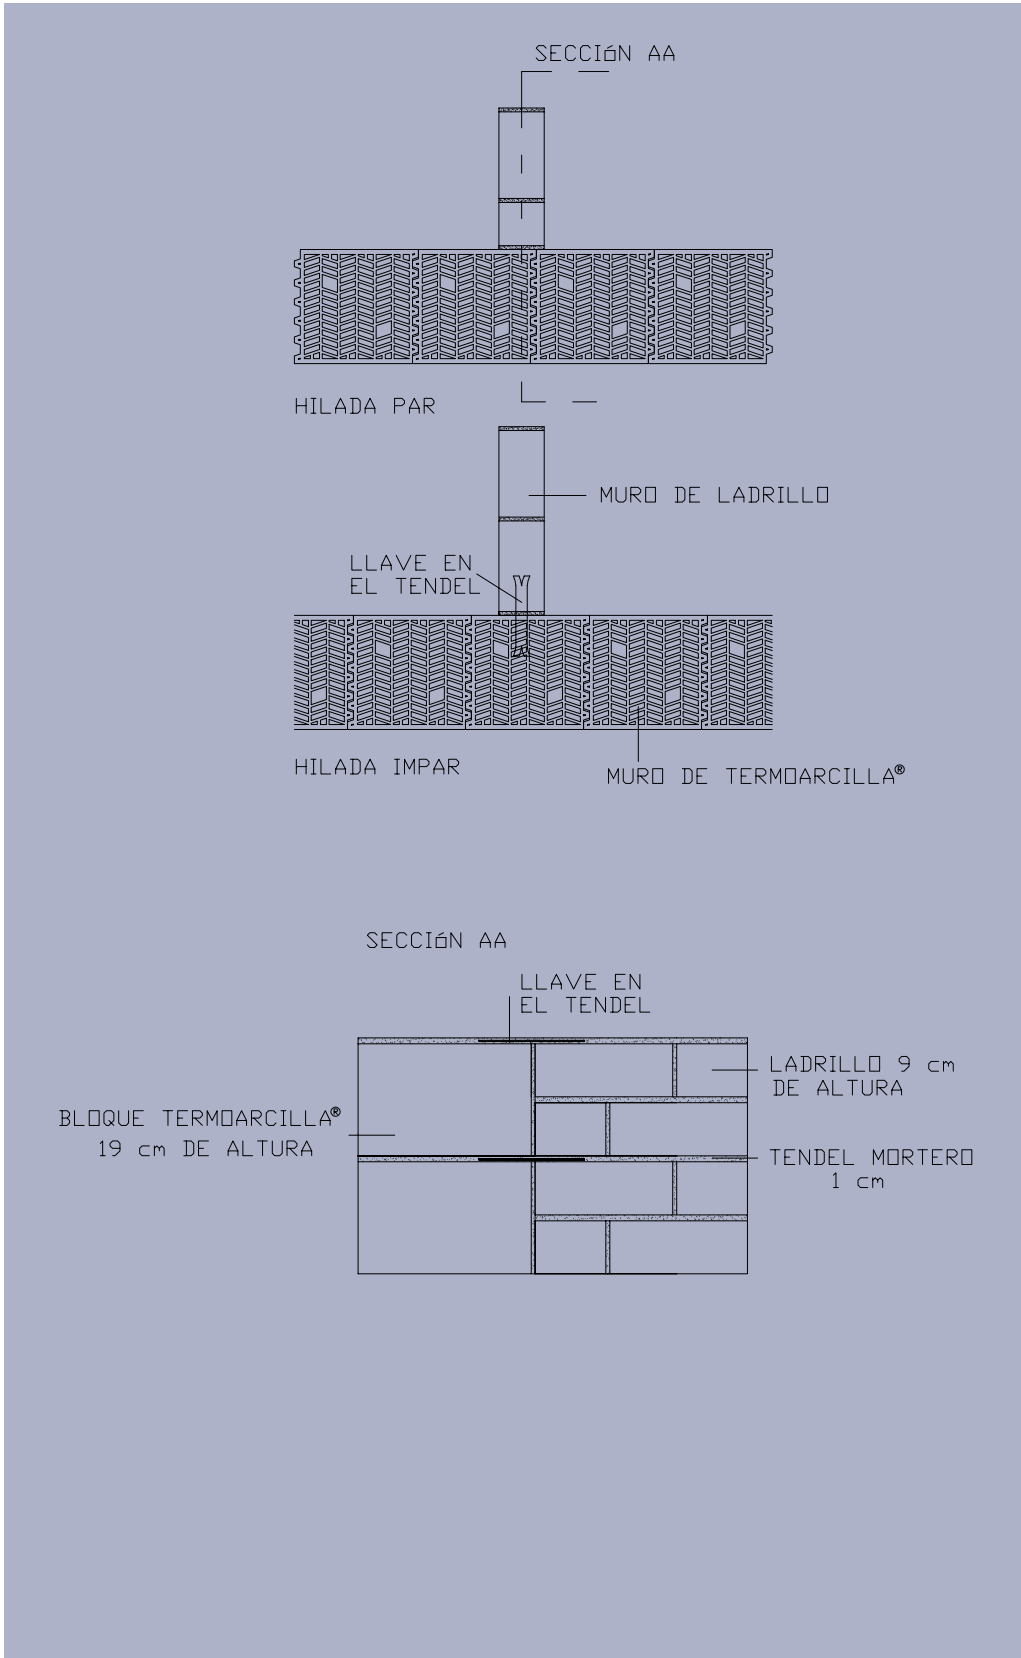 SECCIóN AA
HILADA PAR
MURO DE LADRILLO
LLAVE EN
EL TENDEL
HILADA IMPAR
MURO DE TERMOARCILLA®
SECCIóN AA
LLAVE EN
EL TENDEL
LADRILLO 9 cm
DE ALTURA
BLOQUE TERMOARCILLA®
19 cm DE ALTURA
TENDEL MORTERO
1 cm